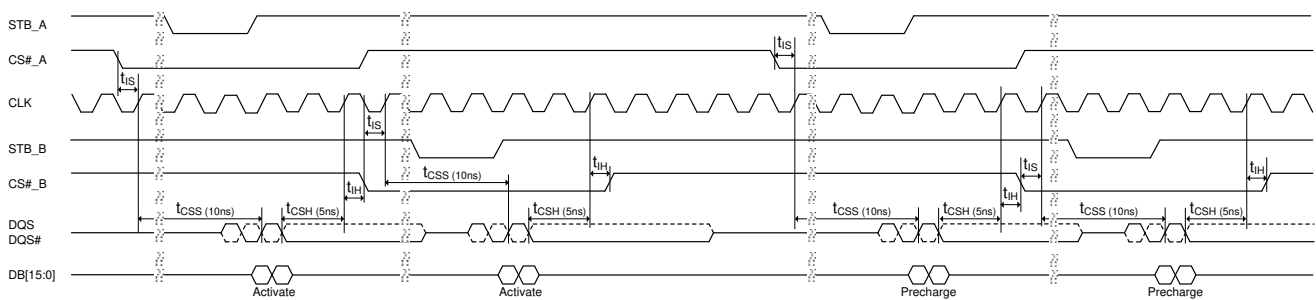 STB_A
CS#_A
tIS
tIS
CLK
tIS
STB_B
tIH
tIS
tIH
CS#_B
tCSS (10ns)
tIH
tIH
tCSS (10ns)
tCSH (5ns)
tCSH (5ns)
tCSS (10ns)
tCSH (5ns)
tCSS (10ns)
tCSH (5ns)
DQS
DQS#
DB[15:0]
Activate
Activate
Precharge
Precharge